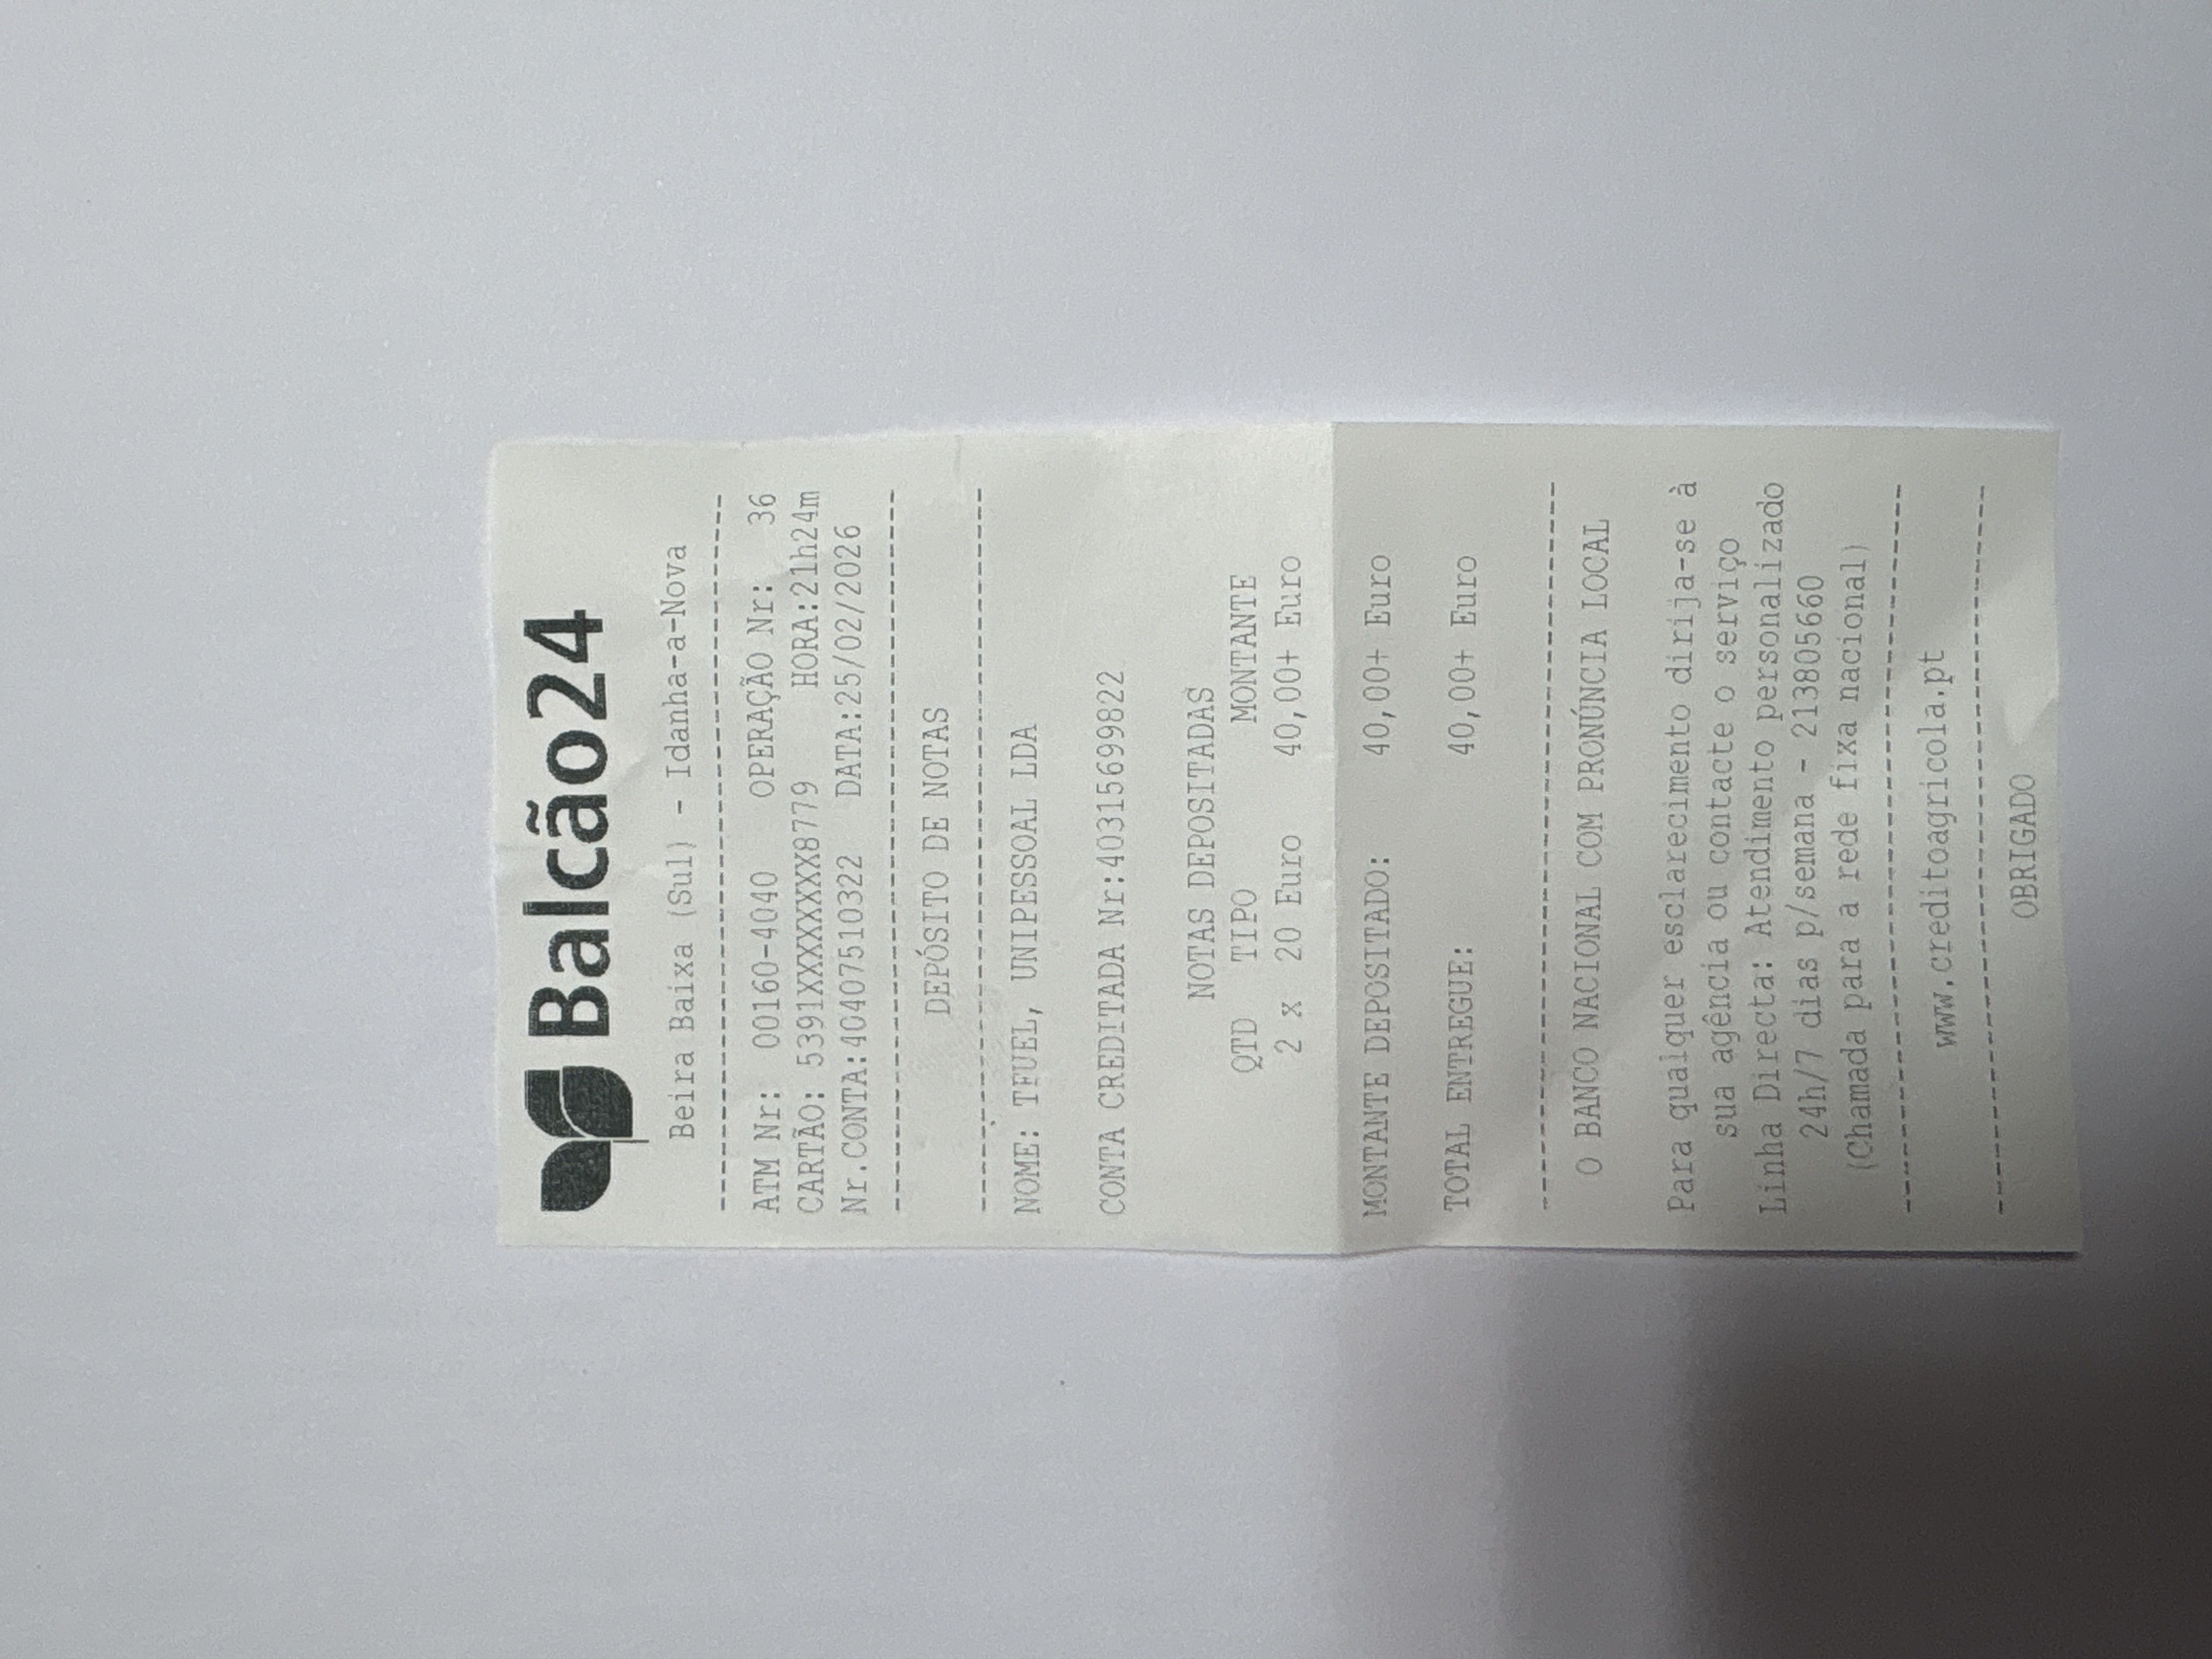 Balcão24
Beira Baixa (Sul) - Idanha-a-Nova
----------------------------------------
ATM Nr: 00160-4040 OPERAÇÃO Nr: 36
CARTÃO: 5391XXXXXXXX8779 HORA:21h24m
Nr.CONTA:40407510322 DATA:25/02/2026
----------------------------------------
DEPÓSITO DE NOTAS
----------------------------------------
NOME: TFUEL, UNIPESSOAL LDA
CONTA CREDITADA Nr:40315699822
NOTAS DEPOSITADAS
QTD TIPO MONTANTE
2 x 20 Euro 40,00+ Euro
MONTANTE DEPOSITADO: 40,00+ Euro
TOTAL ENTREGUE: 40,00+ Euro
----------------------------------------
O BANCO NACIONAL COM PRONÚNCIA LOCAL
Para qualquer esclarecimento dirija-se à
sua agência ou contacte o serviço
Linha Directa: Atendimento personalizado
24h/7 dias p/semana - 213805660
(Chamada para a rede fixa nacional)
----------------------------------------
www.creditoagricola.pt
----------------------------------------
OBRIGADO